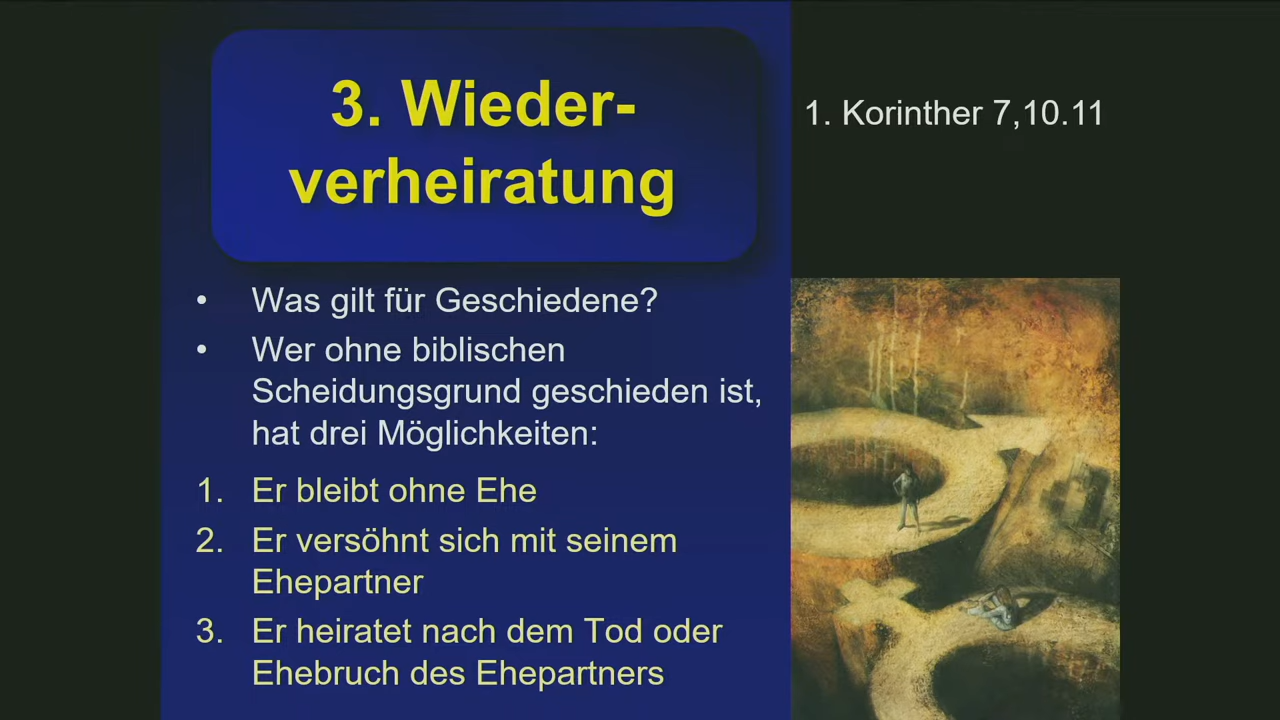 3. Wieder-
verheiratung
1. Korinther 7,10.11
• Was gilt für Geschiedene?
• Wer ohne biblischen
Scheidungsgrund geschieden ist,
hat drei Möglichkeiten:
1. Er bleibt ohne Ehe
2. Er versöhnt sich mit seinem
Ehepartner
3. Er heiratet nach dem Tod oder
Ehebruch des Ehepartners